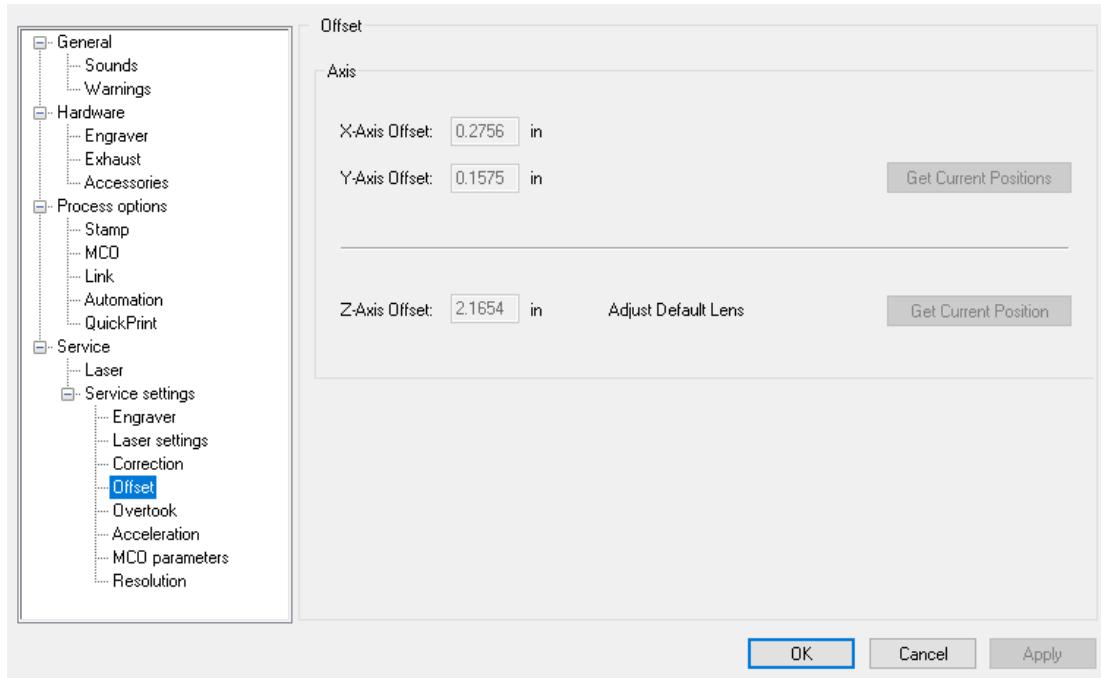 General
Sounds
Warnings
Hardware
Engraver
Exhaust
Accessories
Process options
Stamp
MCO
Link
Automation
QuickPrint
Service
Laser
Service settings
Engraver
Laser settings
Correction
Offset
Overtook
Acceleration
MCO parameters
Resolution
Offset
Axis
X-Axis Offset: 0.2756 in
Y-Axis Offset: 0.1575 in Get Current Positions
Z-Axis Offset: 2.1654 in Adjust Default Lens Get Current Position
OK Cancel Apply